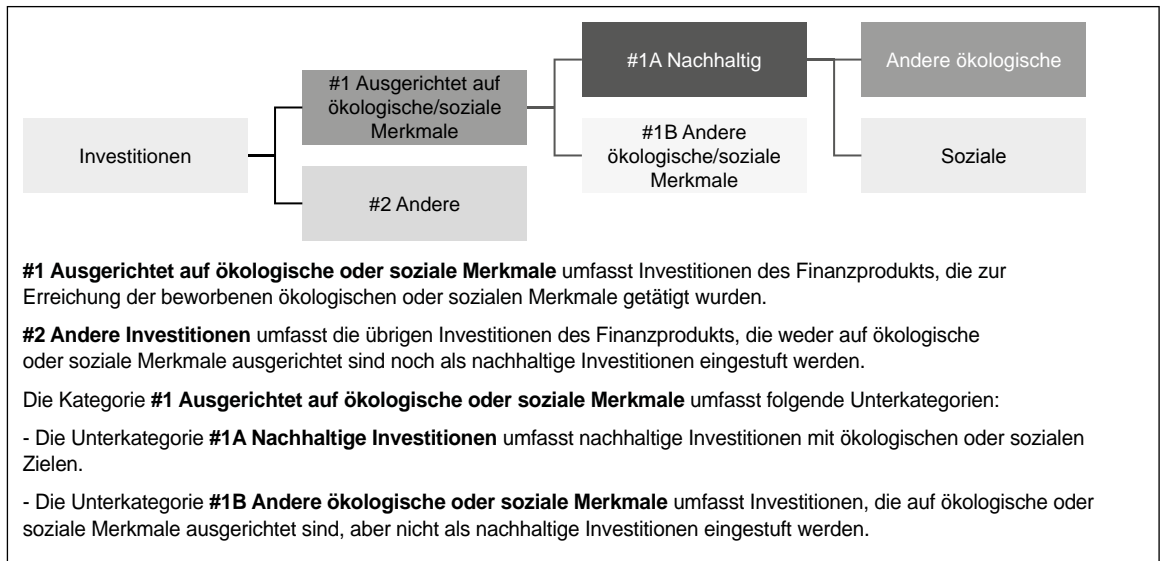 Investitionen
#1 Ausgerichtet auf
ökologische/soziale
Merkmale
#2 Andere
#1A Nachhaltig
#1B Andere
ökologische/soziale
Merkmale
Andere ökologische
Soziale
#1 Ausgerichtet auf ökologische oder soziale Merkmale umfasst Investitionen des Finanzprodukts, die zur
Erreichung der beworbenen ökologischen oder sozialen Merkmale getätigt wurden.
#2 Andere Investitionen umfasst die übrigen Investitionen des Finanzprodukts, die weder auf ökologische
oder soziale Merkmale ausgerichtet sind noch als nachhaltige Investitionen eingestuft werden.
Die Kategorie #1 Ausgerichtet auf ökologische oder soziale Merkmale umfasst folgende Unterkategorien:
- Die Unterkategorie #1A Nachhaltige Investitionen umfasst nachhaltige Investitionen mit ökologischen oder sozialen
Zielen.
- Die Unterkategorie #1B Andere ökologische oder soziale Merkmale umfasst Investitionen, die auf ökologische oder
soziale Merkmale ausgerichtet sind, aber nicht als nachhaltige Investitionen eingestuft werden.